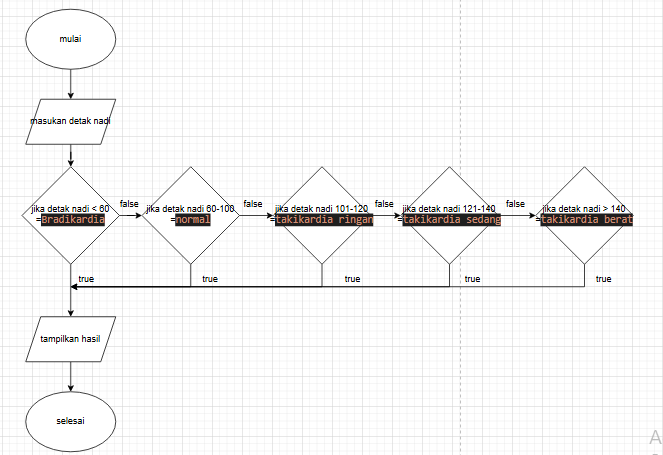 mulai
masukan detak nadi
jika detak nadi < 60
=Bradikardia
false
jika detak nadi 60-100
=normal
false
jika detak nadi 101-120
=takikardia ringan
false
jika detak nadi 121-140
=takikardia sedang
false
jika detak nadi > 140
=takikardia berat
true
true
true
true
true
tampilkan hasil
selesai
A